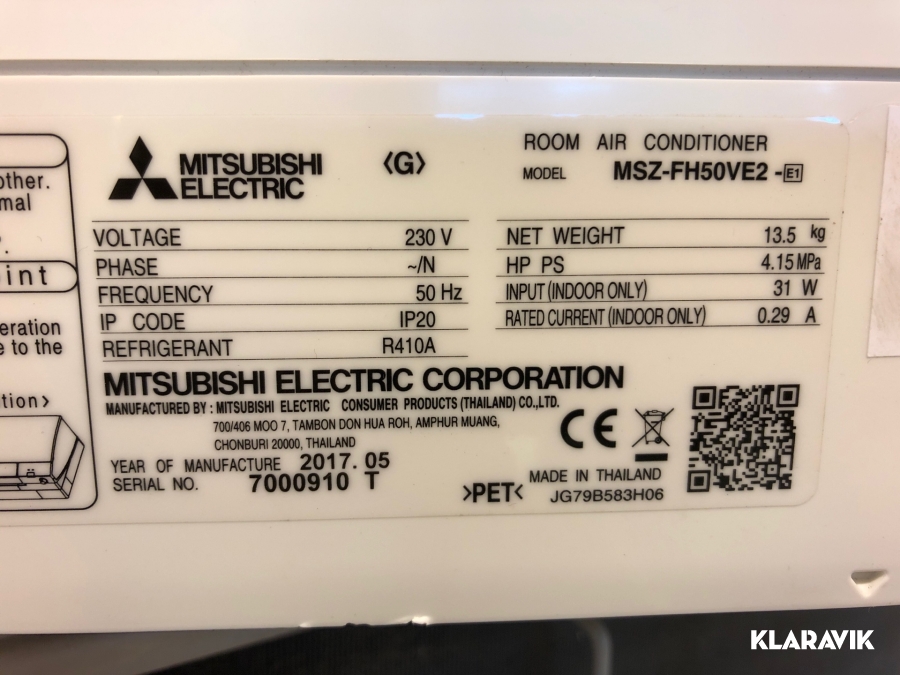 other.
mal
P.
int
eration
e to the
tion>
MITSUBISHI
ELECTRIC
<G>
ROOM AIR CONDITIONER
MODEL MSZ-FH50VE2 -E1
VOLTAGE 230 V
PHASE ~/N
FREQUENCY 50 Hz
IP CODE IP20
REFRIGERANT R410A
NET WEIGHT 13.5 kg
HP PS 4.15 MPa
INPUT (INDOOR ONLY) 31 W
RATED CURRENT (INDOOR ONLY) 0.29 A
MITSUBISHI ELECTRIC CORPORATION
MANUFACTURED BY : MITSUBISHI ELECTRIC CONSUMER PRODUCTS (THAILAND) CO.,LTD.
700/406 MOO 7, TAMBON DON HUA ROH, AMPHUR MUANG,
CHONBURI 20000, THAILAND
YEAR OF MANUFACTURE 2017.05
SERIAL NO. 7000910 T
CE
>PET<
MADE IN THAILAND
JG79B583H06
KLARAVIK